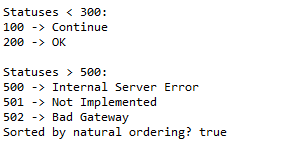 Statuses < 300:
100 -> Continue
200 -> OK

Statuses > 500:
500 -> Internal Server Error
501 -> Not Implemented
502 -> Bad Gateway
Sorted by natural ordering? true